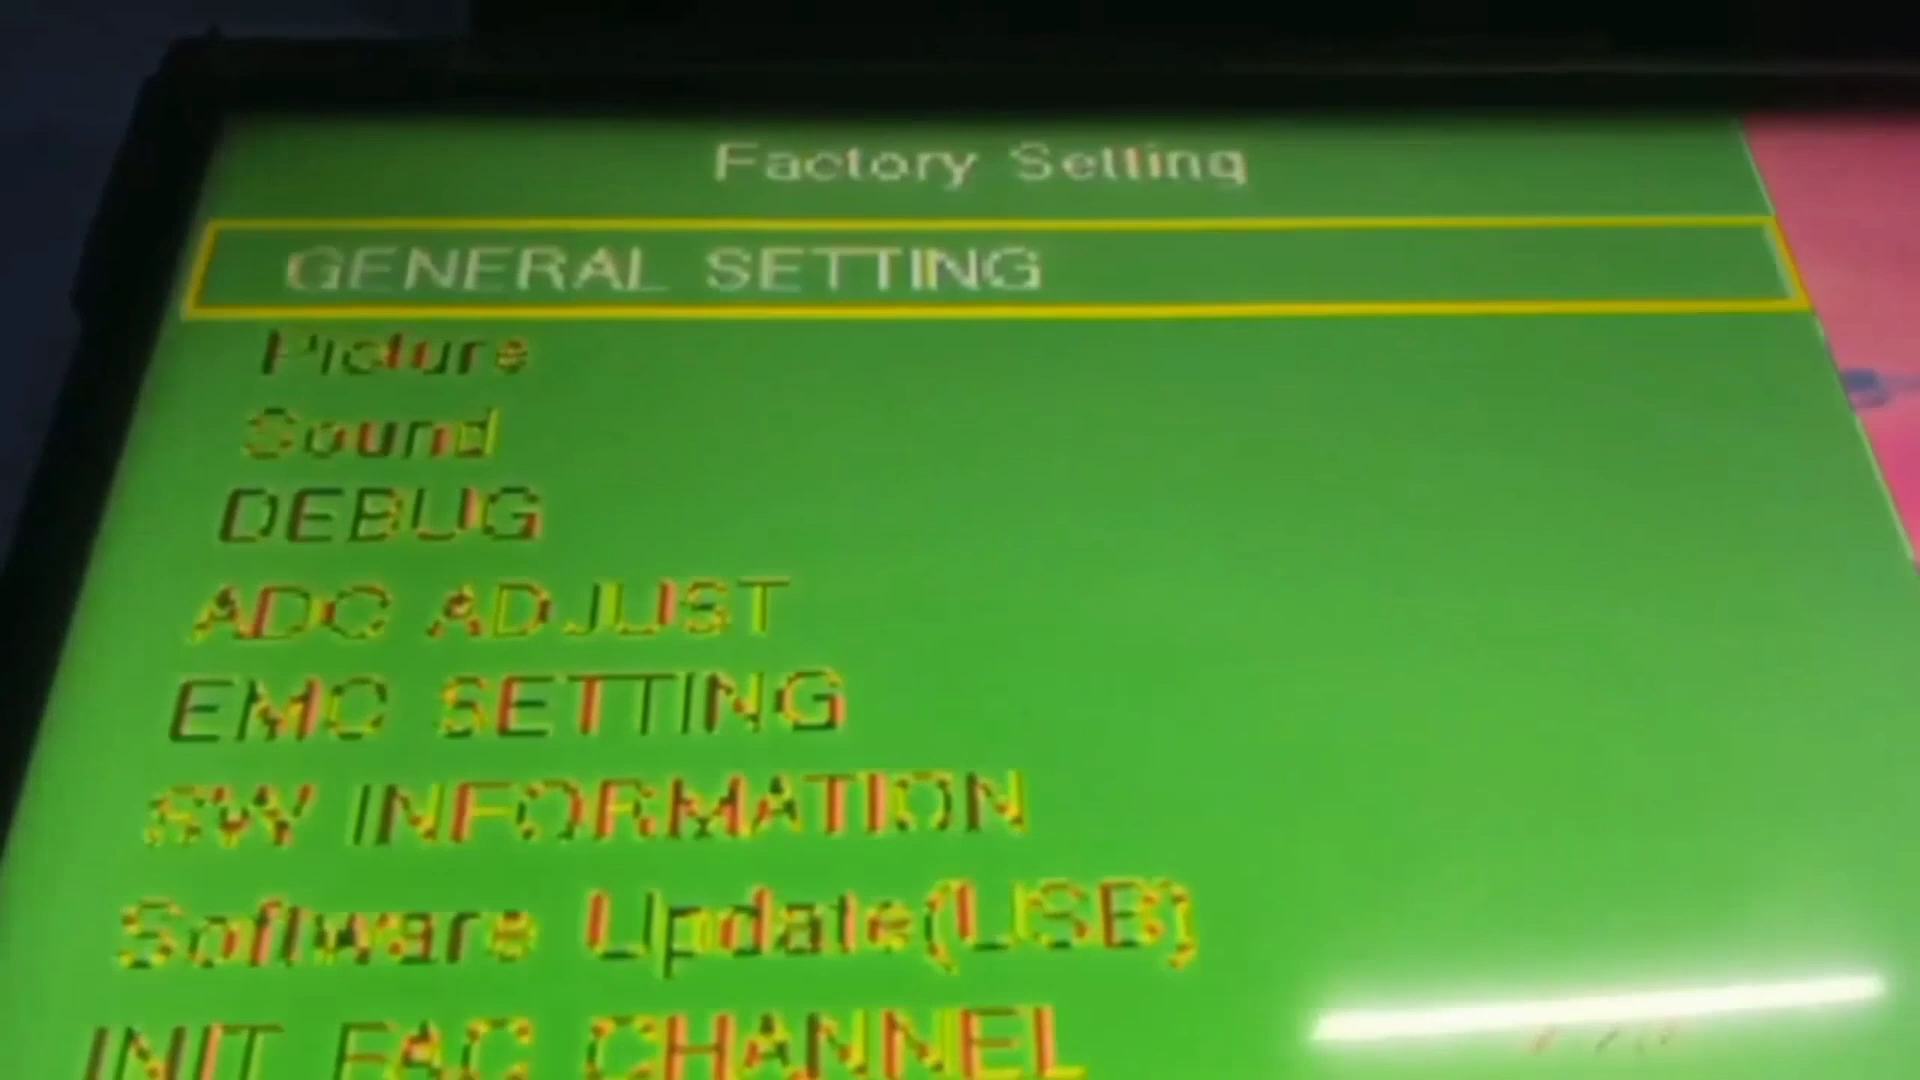 Factory Setting
GENERAL SETTING
Picture
Sound
DEBUG
ADC ADJUST
EMC SETTING
SW INFORMATION
Software Update(USB)
INIT FAC CHANNEL